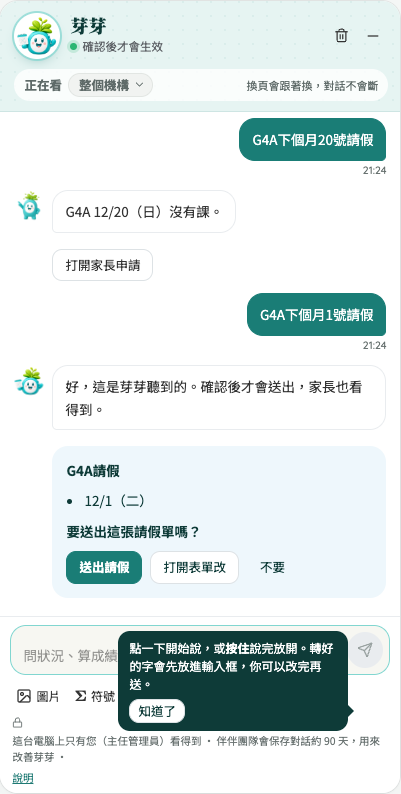 芽芽
確認後才會生效
正在看 整個機構 換頁會跟著換，對話不會斷
G4A下個月20號請假
21:24
G4A 12/20（日）沒有課。
打開家長申請
G4A下個月1號請假
21:24
好，這是芽芽聽到的。確認後才會送出，家長也看
得到。
G4A請假
• 12/1（二）
要送出這張請假單嗎？
送出請假 打開表單改 不要
問狀況、算成績
點一下開始說，或按住說完放開。轉好
的字會先放進輸入框，你可以改完再
送。
知道了
圖片 符號
這台電腦上只有您（主任管理員）看得到 · 伴伴團隊會保存對話約 90 天，用來
改善芽芽 ·
說明